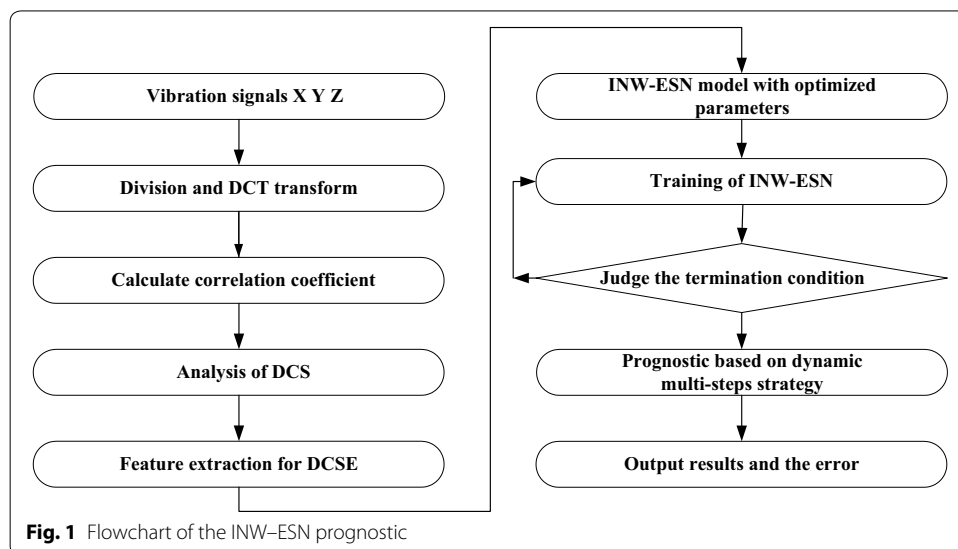 Vibration signals X Y Z
Division and DCT transform
Calculate correlation coefficient
Analysis of DCS
Feature extraction for DCSE
INW-ESN model with optimized
parameters
Training of INW-ESN
Judge the termination condition
Prognostic based on dynamic
multi-steps strategy
Output results and the error
Fig. 1 Flowchart of the INW–ESN prognostic